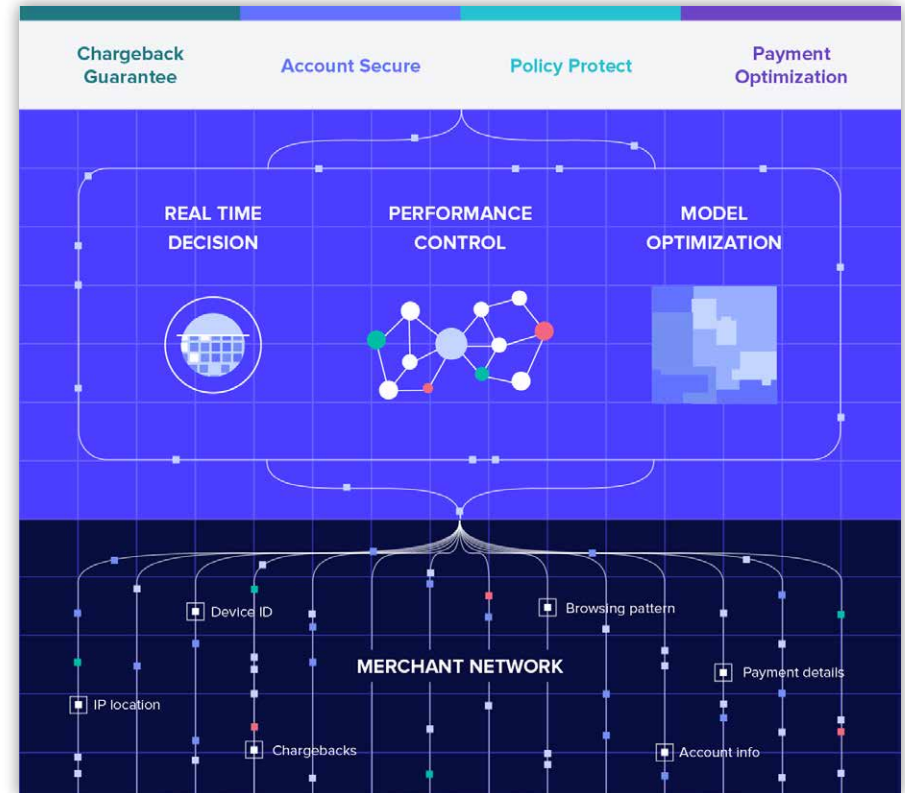 Chargeback
Guarantee
Account Secure
Policy Protect
Payment
Optimization
REAL TIME
DECISION
PERFORMANCE
CONTROL
MODEL
OPTIMIZATION
Device ID
Browsing pattern
MERCHANT NETWORK
Payment details
IP location
Chargebacks
Account info